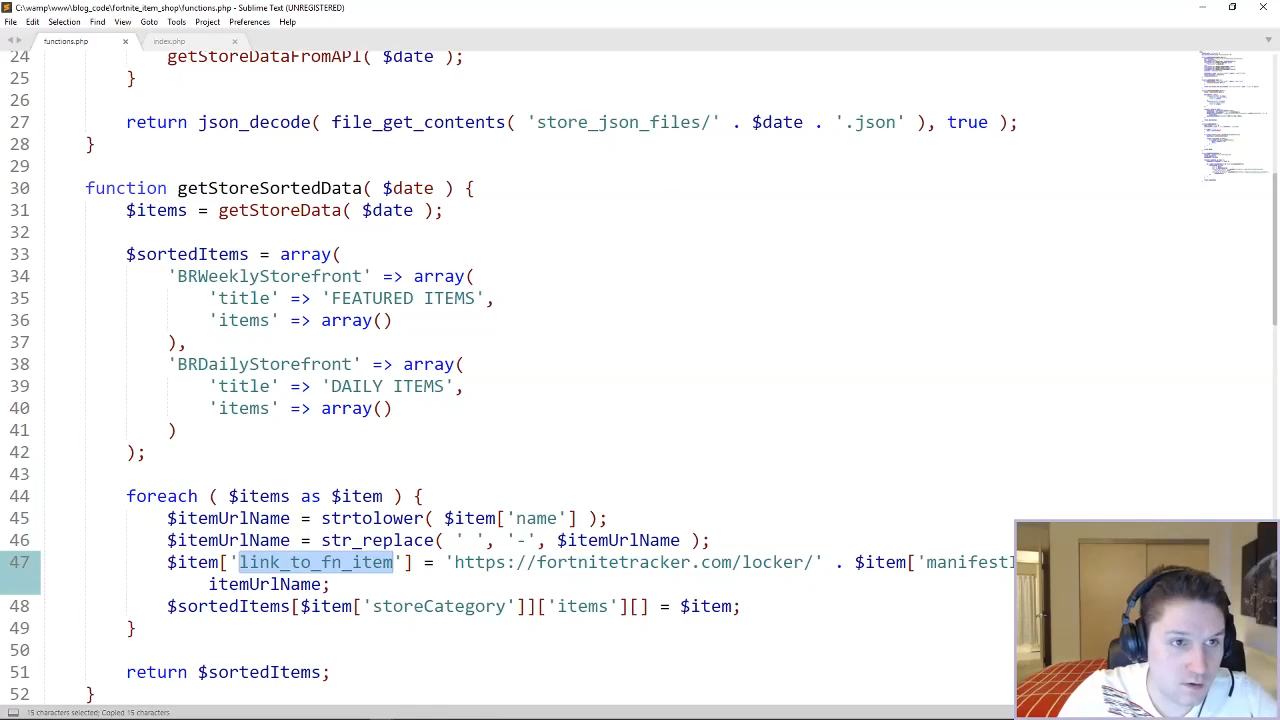 C:\wamp\www\blog_code\fortnite_item_shop\functions.php - Sublime Text (UNREGISTERED)
File Edit Selection Find View Goto Tools Project Preferences Help
functions.php index.php
24 getStoreDataFromAPI( $date );
25 }
26
27 return json_decode( file_get_contents( 'store_json_files/' . $date . '.json' ), true );
28 }
29
30 function getStoreSortedData( $date ) {
31 $items = getStoreData( $date );
32
33 $sortedItems = array(
34 'BRWeeklyStorefront' => array(
35 'title' => 'FEATURED ITEMS',
36 'items' => array()
37 ),
38 'BRDailyStorefront' => array(
39 'title' => 'DAILY ITEMS',
40 'items' => array()
41 )
42 );
43
44 foreach ( $items as $item ) {
45 $itemUrlName = strtolower( $item['name'] );
46 $itemUrlName = str_replace( ' ', '-', $itemUrlName );
47 $item['link_to_fn_item'] = 'https://fortnitetracker.com/locker/' . $item['manifestI
itemUrlName;
48 $sortedItems[$item['storeCategory']]['items'][] = $item;
49 }
50
51 return $sortedItems;
52 }
15 characters selected; Copied 15 characters